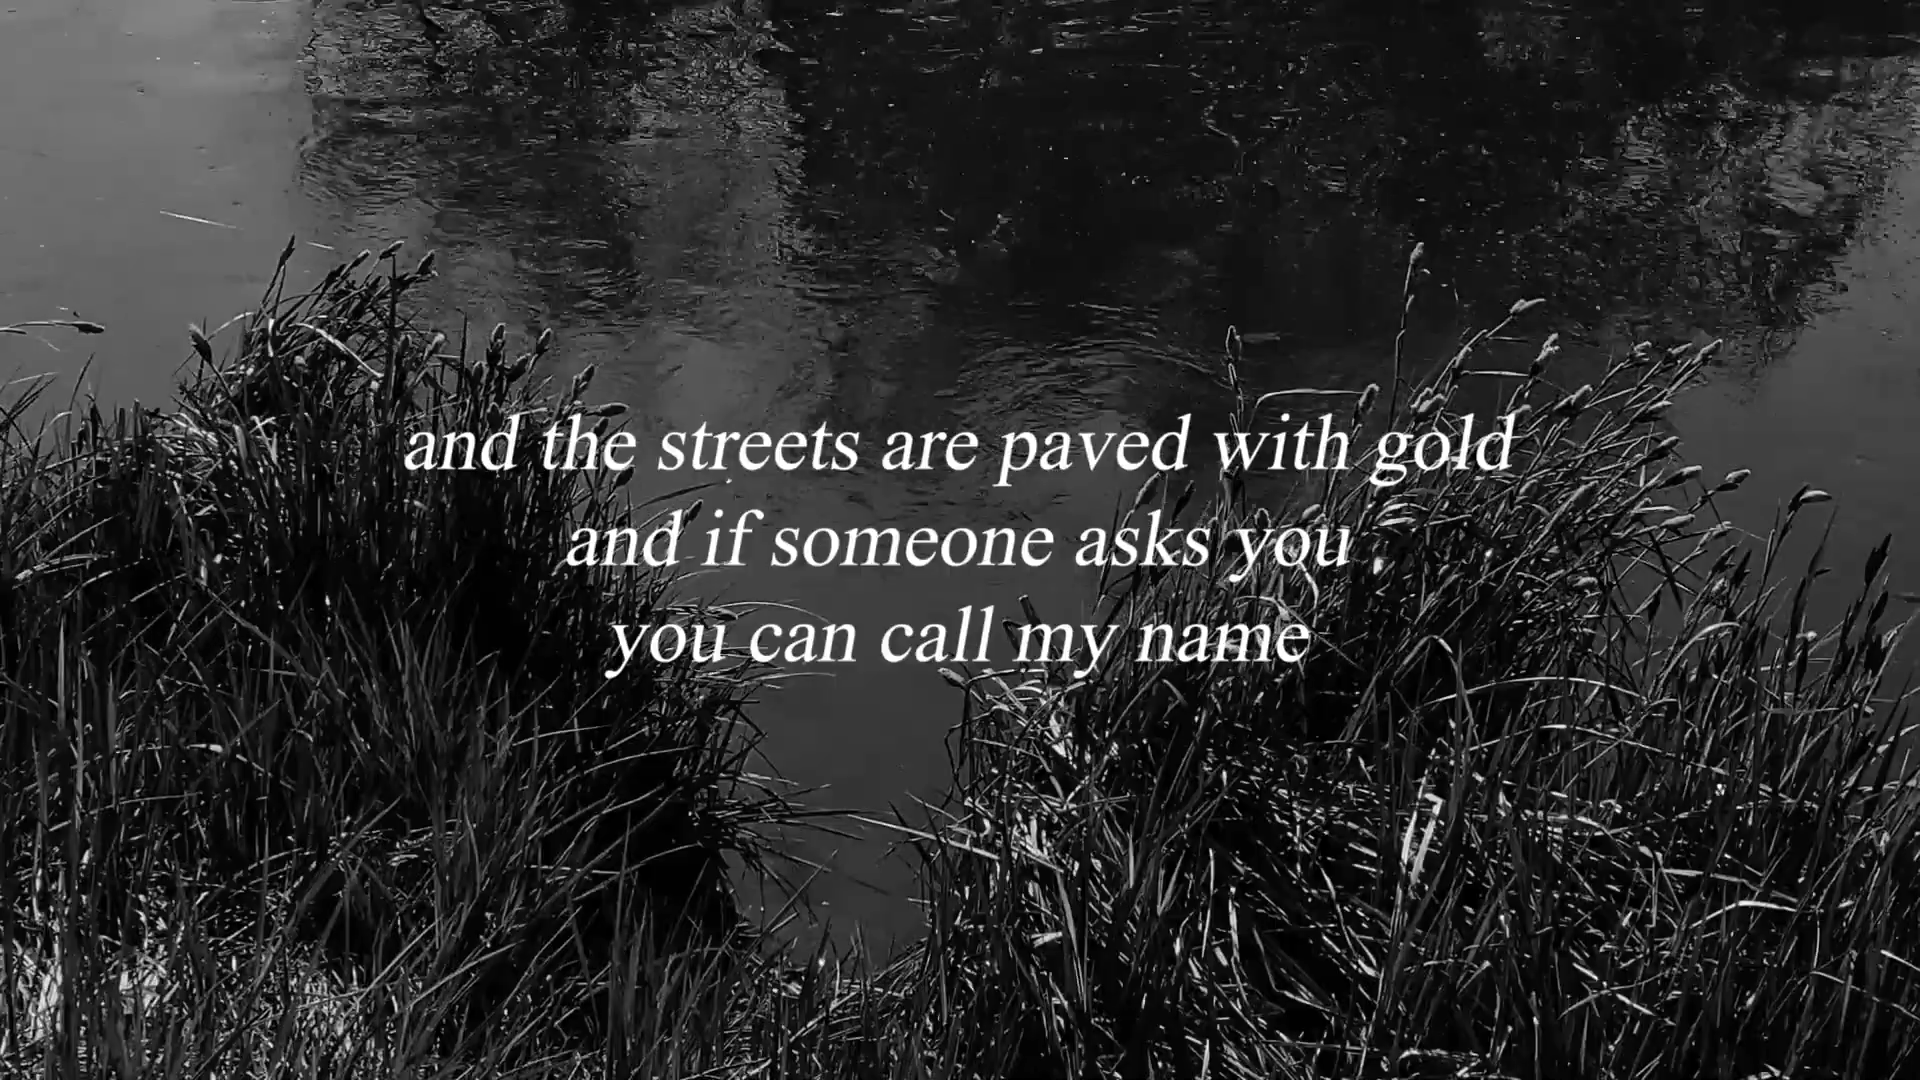 and the streets are paved with gold
and if someone asks you
you can call my name